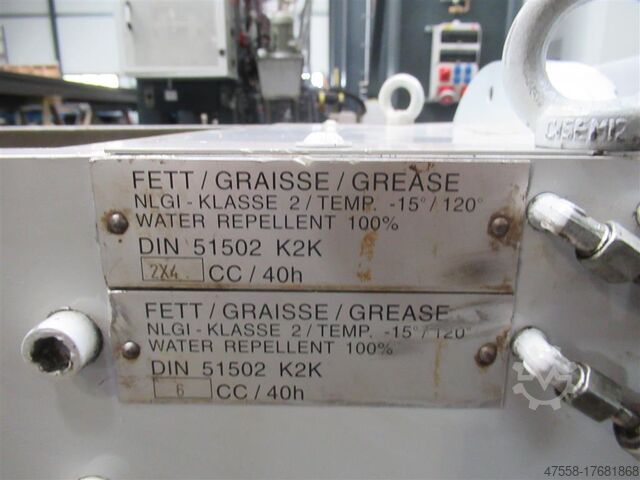 FETT / GRAISSE / GREASE
NLGI - KLASSE 2 / TEMP. -15° / 120°
WATER REPELLENT 100%
DIN 51502 K2K
2X4 CC / 40h
FETT / GRAISSE / GREASE
NLGI - KLASSE 2 / TEMP. -15° / 120°
WATER REPELLENT 100%
DIN 51502 K2K
6 CC / 40h
47558-17681868